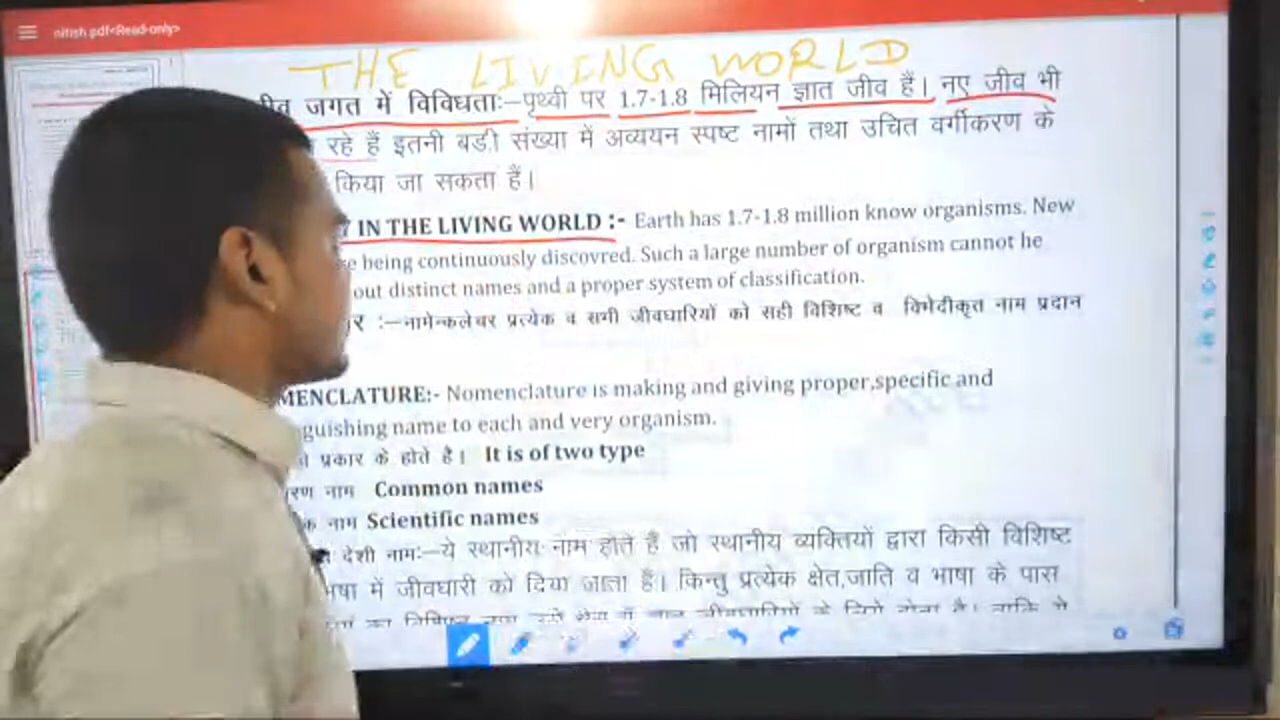 nitish.pdf<Read-only>
THE LIVING WORLD
जगत में विविधताः–पृथ्वी पर 1.7-1.8 मिलियन ज्ञात जीव हैं। नए जीव भी
रहे हैं इतनी बडी संख्या में अव्ययन स्पष्ट नामों तथा उचित वर्गीकरण के
किया जा सकता हैं।
IN THE LIVING WORLD :- Earth has 1.7-1.8 million know organisms. New
being continuously discovred. Such a large number of organism cannot he
out distinct names and a proper system of classification.
:–नामेन्कलेचर प्रत्येक व सभी जीवधारियों को सही विशिष्ट व विभेदीकृत नाम प्रदान
MENCLATURE:- Nomenclature is making and giving proper,specific and
guishing name to each and very organism.
प्रकार के होते है। It is of two type
नाम Common names
नाम Scientific names
देशी नामः–ये स्थानीय नाम होते हैं जो स्थानीय व्यक्तियों द्वारा किसी विशिष्ट
में जीवधारी को दिया जाता है। किन्तु प्रत्येक क्षेत,जाति व भाषा के पास